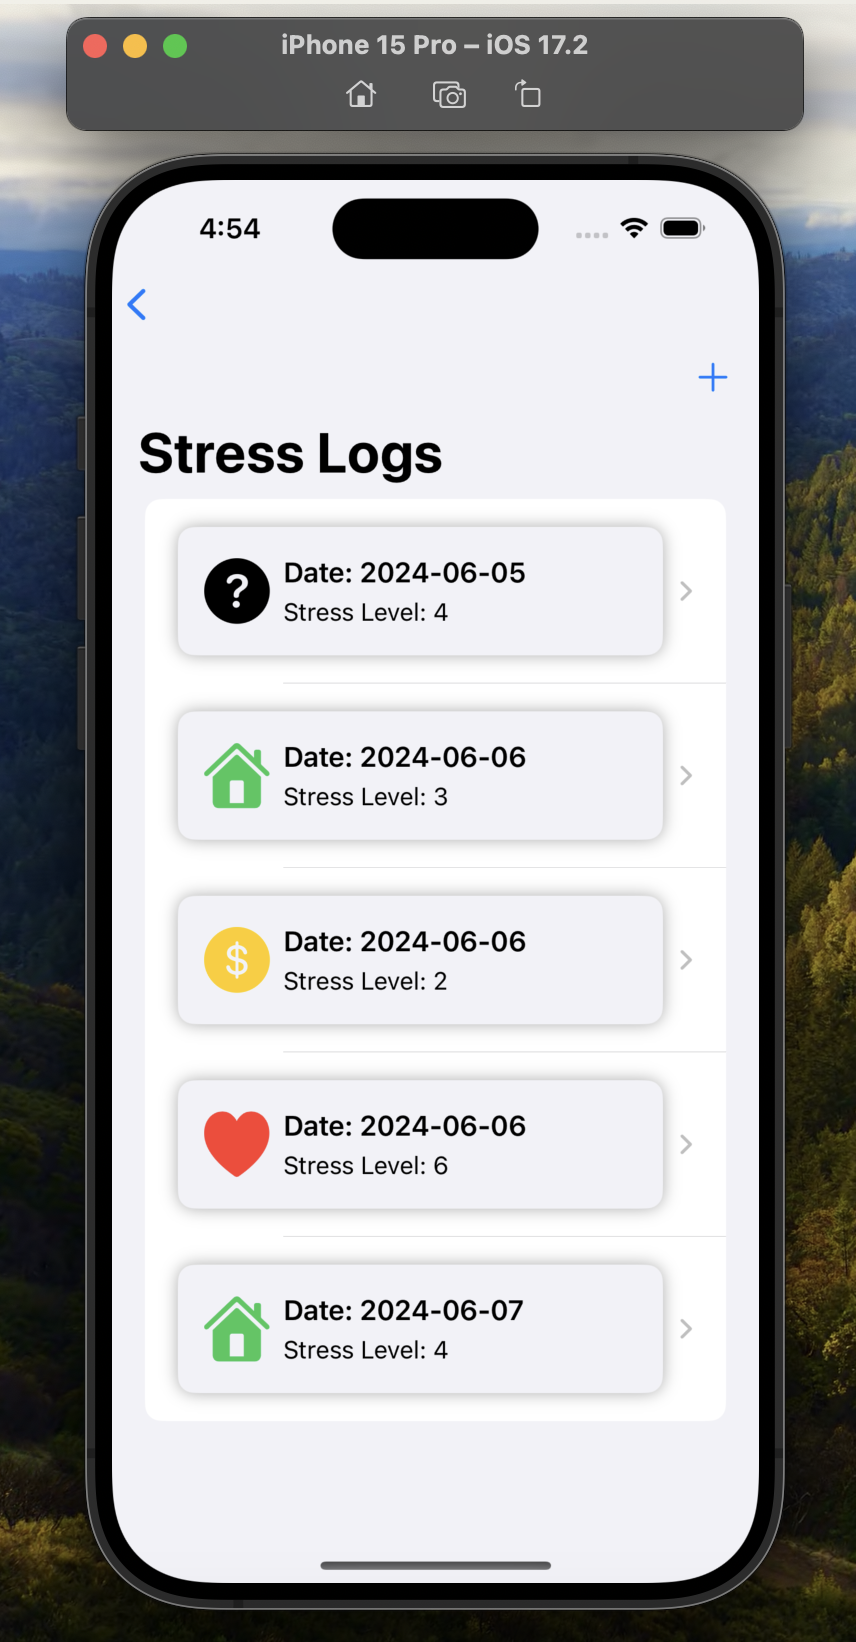 iPhone 15 Pro – iOS 17.2
4:54
Stress Logs
?
Date: 2024-06-05
Stress Level: 4
Date: 2024-06-06
Stress Level: 3
$
Date: 2024-06-06
Stress Level: 2
Date: 2024-06-06
Stress Level: 6
Date: 2024-06-07
Stress Level: 4